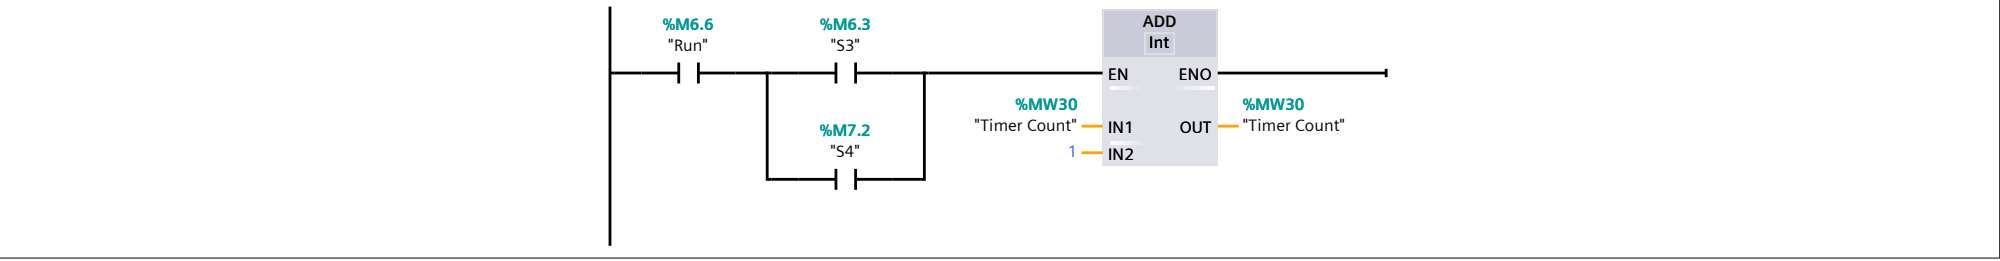 %M6.6
"Run"
%M6.3
"S3"
%M7.2
"S4"
ADD
Int
EN
ENO
%MW30
"Timer Count"
IN1
1
IN2
OUT
%MW30
"Timer Count"